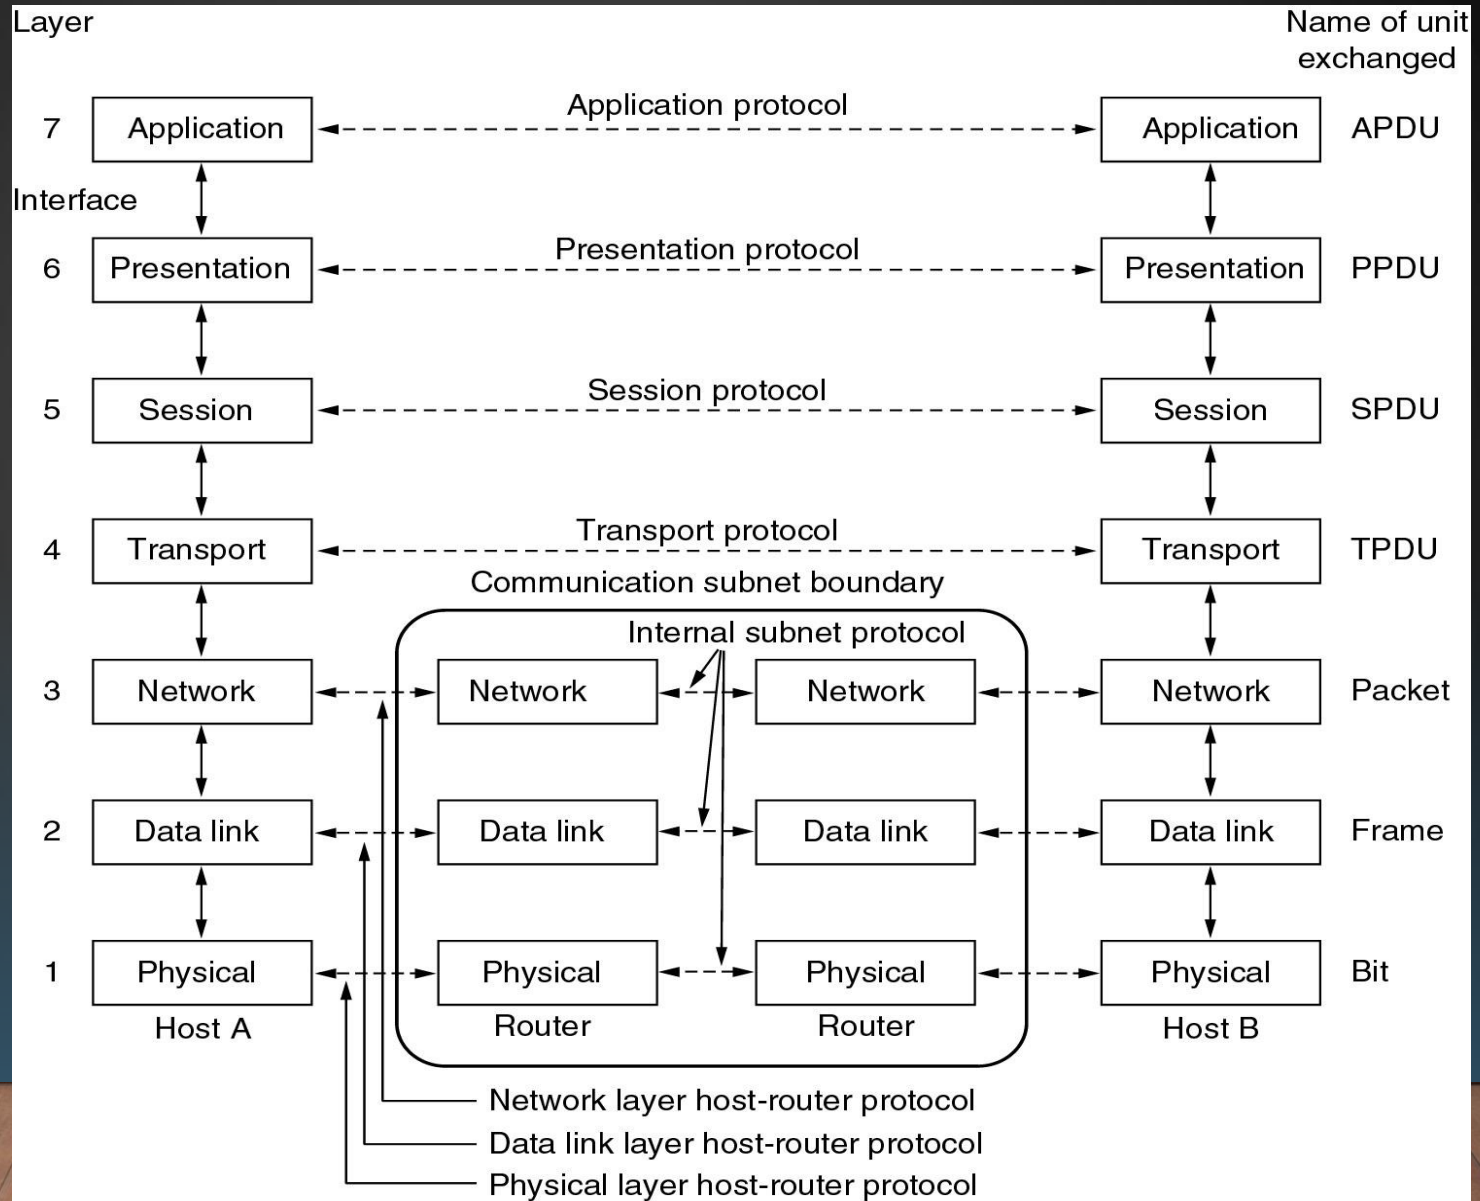 Layer
Name of unit
exchanged
7
Application
Application protocol
Application
APDU
Interface
6
Presentation
Presentation protocol
Presentation
PPDU
5
Session
Session protocol
Session
SPDU
4
Transport
Transport protocol
Transport
TPDU
Communication subnet boundary
Internal subnet protocol
3
Network
Network
Network
Network
Packet
2
Data link
Data link
Data link
Data link
Frame
1
Physical
Physical
Physical
Physical
Bit
Host A
Router
Router
Host B
Network layer host-router protocol
Data link layer host-router protocol
Physical layer host-router protocol